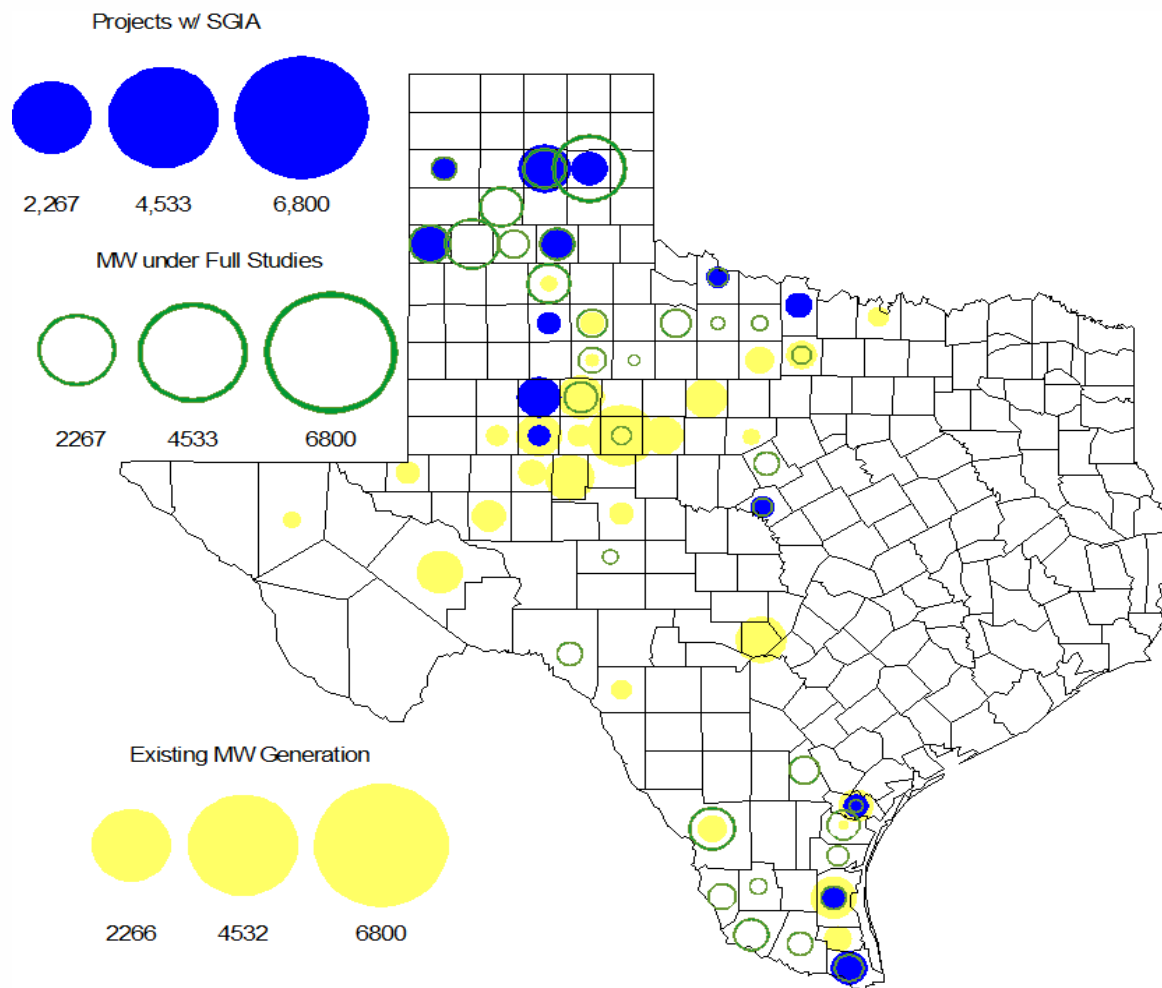 Projects w/ SGIA
2,267 4,533 6,800
MW under Full Studies
2267 4533 6800
Existing MW Generation
2266 4532 6800